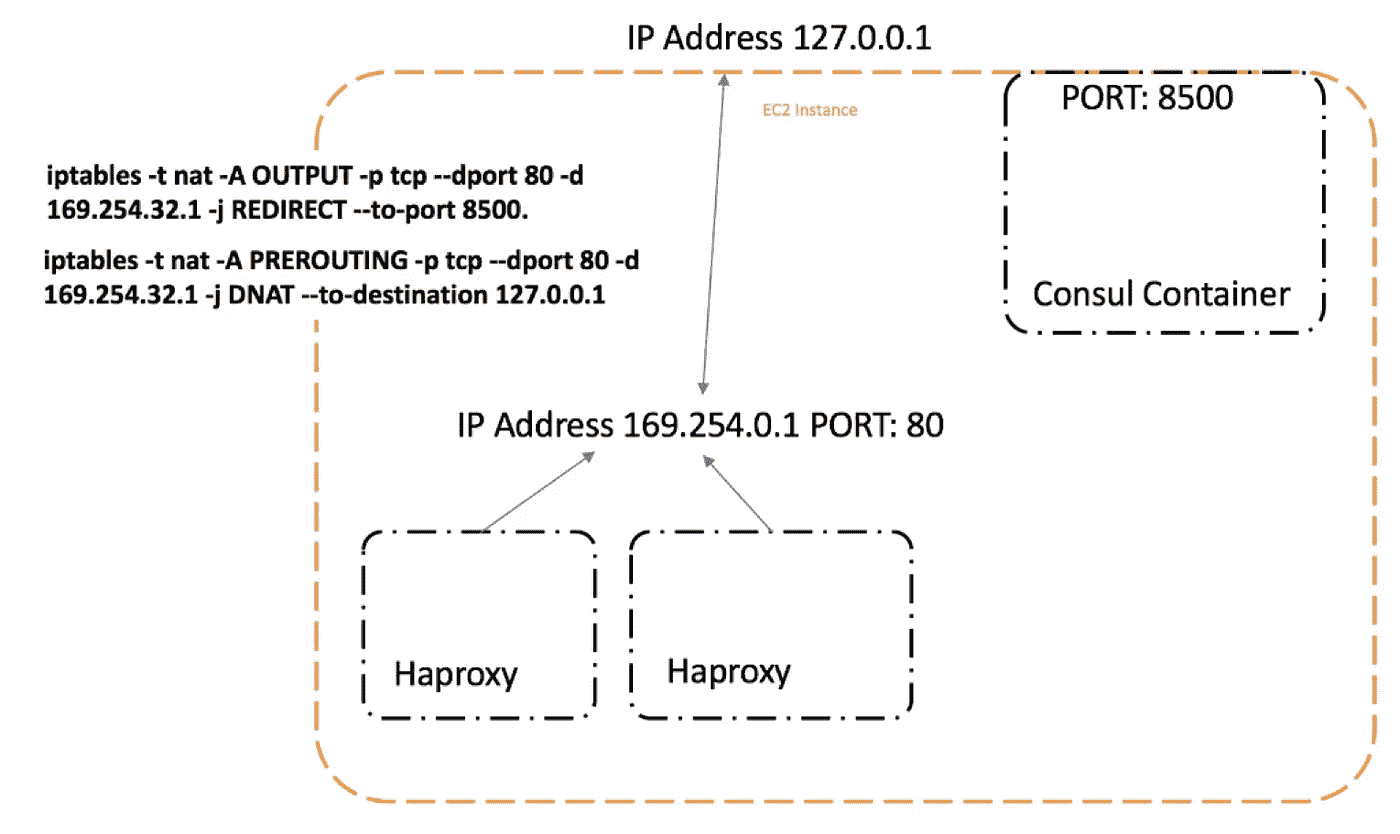 IP Address 127.0.0.1
EC2 Instance
PORT: 8500
iptables -t nat -A OUTPUT -p tcp --dport 80 -d
169.254.32.1 -j REDIRECT --to-port 8500.
iptables -t nat -A PREROUTING -p tcp --dport 80 -d
169.254.32.1 -j DNAT --to-destination 127.0.0.1
Consul Container
IP Address 169.254.0.1 PORT: 80
Haproxy
Haproxy